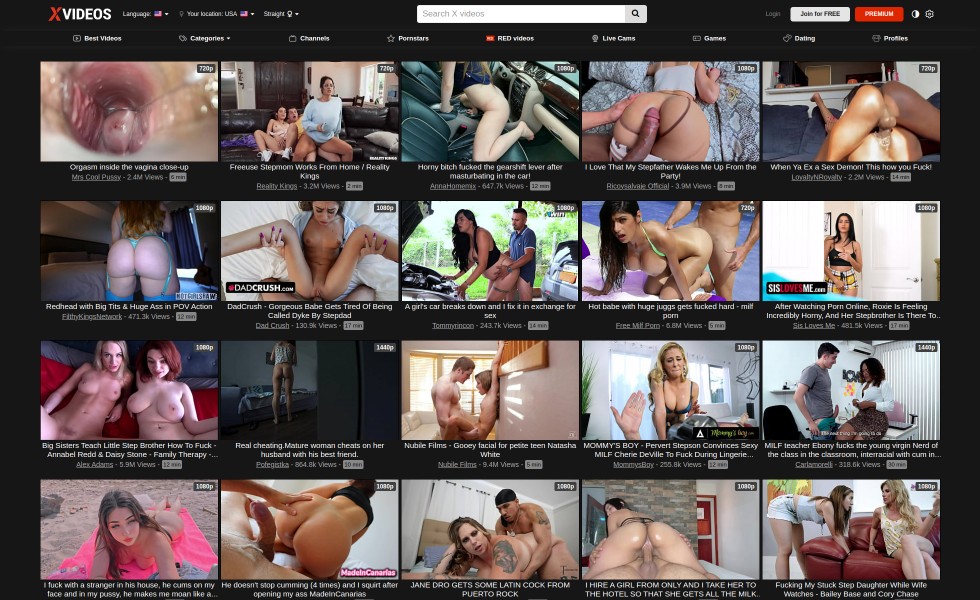 XVIDEOS
Language:
Your location: USA
Straight
Search X videos
Login
Join for FREE
PREMIUM
Best Videos
Categories
Channels
Pornstars
RED videos
Live Cams
Games
Dating
Profiles
720p
720p
REALITY KINGS
1080p
1080p
720p
Orgasm inside the vagina close-up
Mrs Cool Pussy - 2.4M Views - 6 min
Freeuse Stepmom Works From Home / Reality
Kings
Reality Kings - 3.2M Views - 2 min
Horny bitch fucked the gearshift lever after
masturbating in the car!
AnnaHomemix - 647.7k Views - 12 min
I Love That My Stepfather Wakes Me Up From the
Party!
Ricovsalvaje Official - 3.9M Views - 8 min
When Ya Ex a Sex Demon! This how you Fuck!
LoyaltyNRoyalty - 2.2M Views - 14 min
1080p
1080p
DADCRUSH.COM
1080p
720p
1080p
SISLOVESME.COM
Redhead with Big Tits & Huge Ass in POV Action
FilthyKingsNetwork - 471.3k Views - 12 min
DadCrush - Gorgeous Babe Gets Tired Of Being
Called Dyke By Stepdad
Dad Crush - 130.9k Views - 17 min
A girl's car breaks down and I fix it in exchange for
sex
Tommyrincon - 243.7k Views - 14 min
Hot babe with huge juggs gets fucked hard - milf
porn
Free Milf Porn - 6.8M Views - 5 min
After Watching Porn Online, Roxie Is Feeling
Incredibly Horny, And Her Stepbrother Is There To..
Sis Loves Me - 481.5k Views - 17 min
1080p
1440p
1080p
Mommy's boy
1440p
Big Sisters Teach Little Step Brother How To Fuck -
Annabel Redd & Daisy Stone - Family Therapy -...
Alex Adams - 5.9M Views - 12 min
Real cheating.Mature woman cheats on her
husband with his best friend.
Pofegistka - 864.8k Views - 10 min
Nubile Films - Gooey facial for petite teen Natasha
White
Nubile Films - 9.4M Views - 5 min
MOMMY'S BOY - Pervert Stepson Convinces Sexy
MILF Cherie DeVille To Fuck During Lingerie...
MommysBoy - 255.8k Views - 12 min
MILF teacher Ebony fucks the young virgin Nerd of
the class in the classroom, interracial with cum in...
Carlamorelli - 318.6k Views - 30 min
1080p
1080p
MadeInCanarias
1080p
1080p
1080p
I fuck with a stranger in his house, he cums on my
face and in my pussy, he makes me moan like a...
He doesn't stop cumming (4 times) and I squirt after
opening my ass MadeInCanarias
JANE DRO GETS SOME LATIN COCK FROM
PUERTO ROCK
I HIRE A GIRL FROM ONLY AND I TAKE HER TO
THE HOTEL SO THAT SHE GETS ALL THE MILK..
Fucking My Stuck Step Daughter While Wife
Watches - Bailey Base and Cory Chase